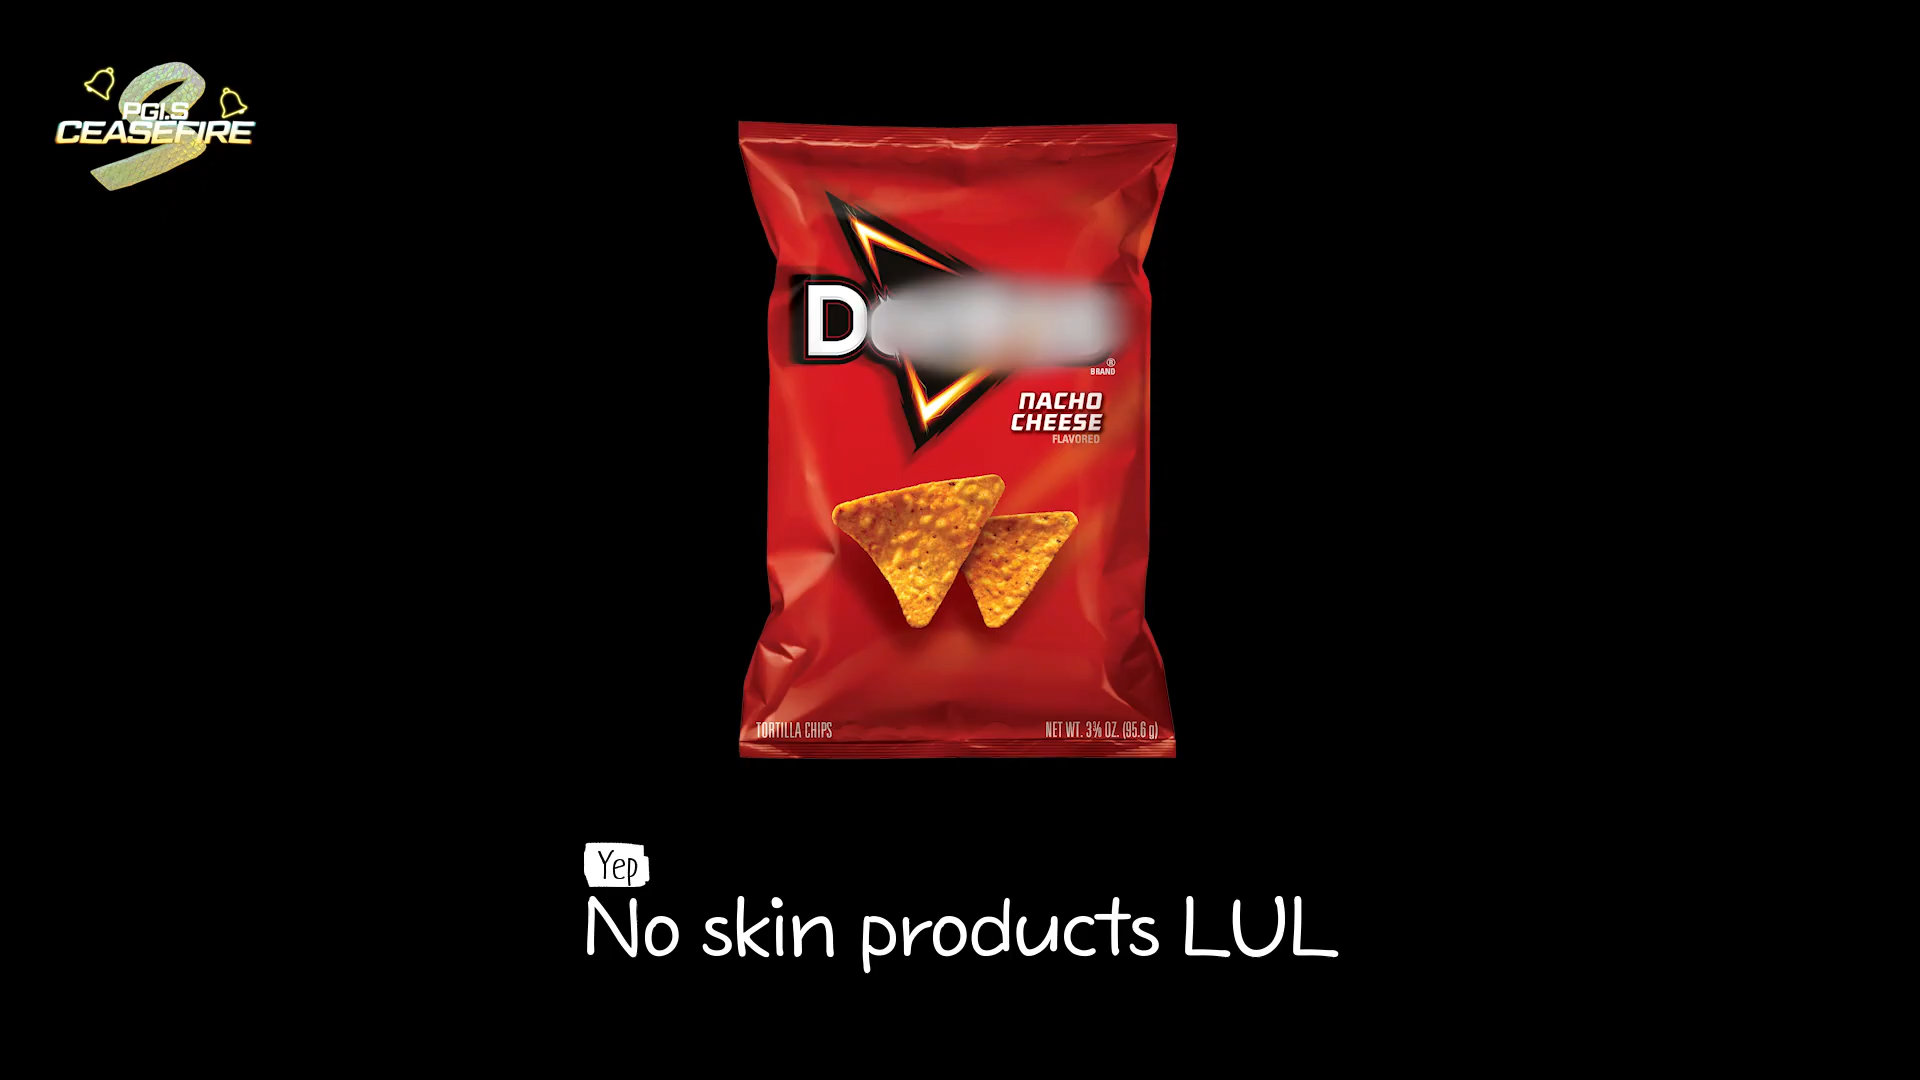 PGI.S
CEASEFIRE
D
® 
BRAND
NACHO
CHEESE
FLAVORED
TORTILLA CHIPS
NET WT. 3⅜ OZ. (95.6 g)
Yep
No skin products LUL